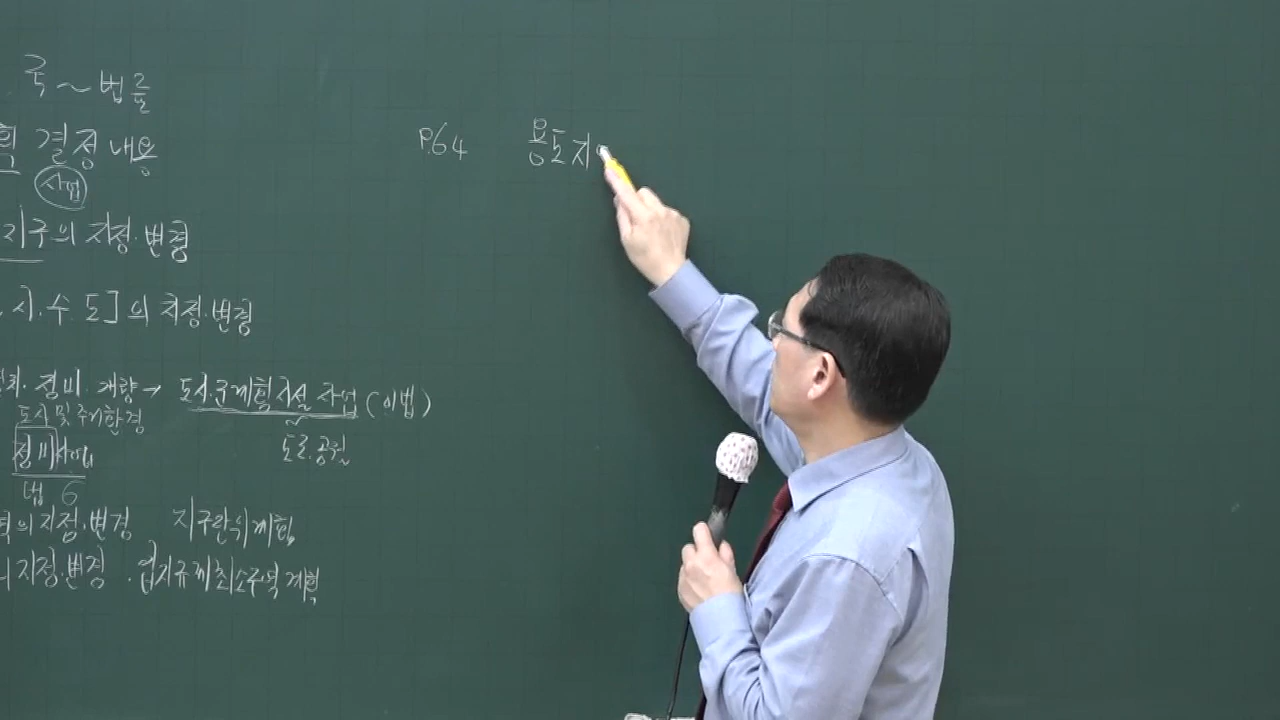 국~법률
획 결정 내용
사업
지구의 지정·변경
시·수·도]의 지정·변경
정비·개량→ 도시·군계획시설 사업(이법)
도시 및 주거환경
정비사업
도로·공원
법 6
역의 지정·변경 지구단위계획
의 지정·변경 ·입지규제최소구역 계획
P.64 용도지